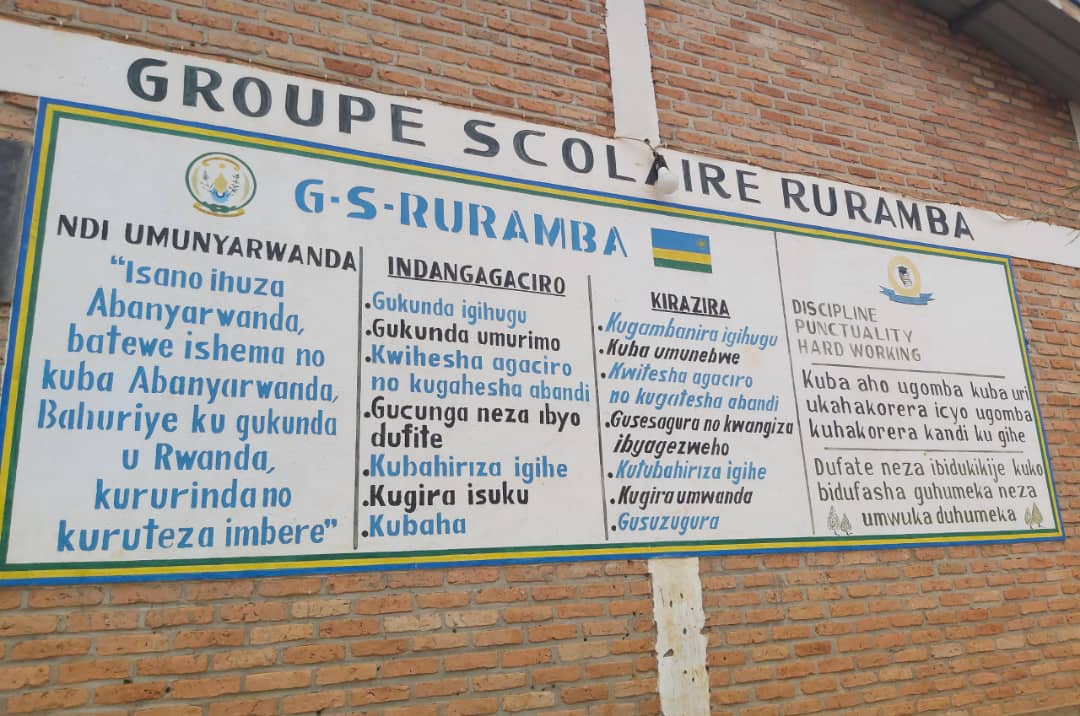 GROUPE SCOLAIRE RURAMBA
G-S-RURAMBA
NDI UMUNYARWANDA
"Isano ihuza
Abanyarwanda,
batewe ishema no
kuba Abanyarwanda,
Bahuriye ku gukunda
u Rwanda,
kururinda no
kuruteza imbere"
INDANGAGACIRO
.Gukunda igihugu
.Gukunda umurimo
.Kwihesha agaciro
no kugahesha abandi
.Gucunga neza ibyo
dufite
.Kubahiriza igihe
.Kugira isuku
.Kubaha
KIRAZIRA
.Kugambanira igihugu
.Kuba umunebwe
.Kwitesha agaciro
no kugatesha abandi
.Gusesagura no kwangiza
ibyagezweho
.Kutubahiriza igihe
.Kugira umwanda
.Gusuzugura
DISCIPLINE
PUNCTUALITY
HARD WORKING
Kuba aho ugomba kuba uri
ukahakorera icyo ugomba
kuhakorera kandi ku gihe
Dufate neza ibidukikije kuko
bidufasha guhumeka neza
umwuka duhumeka